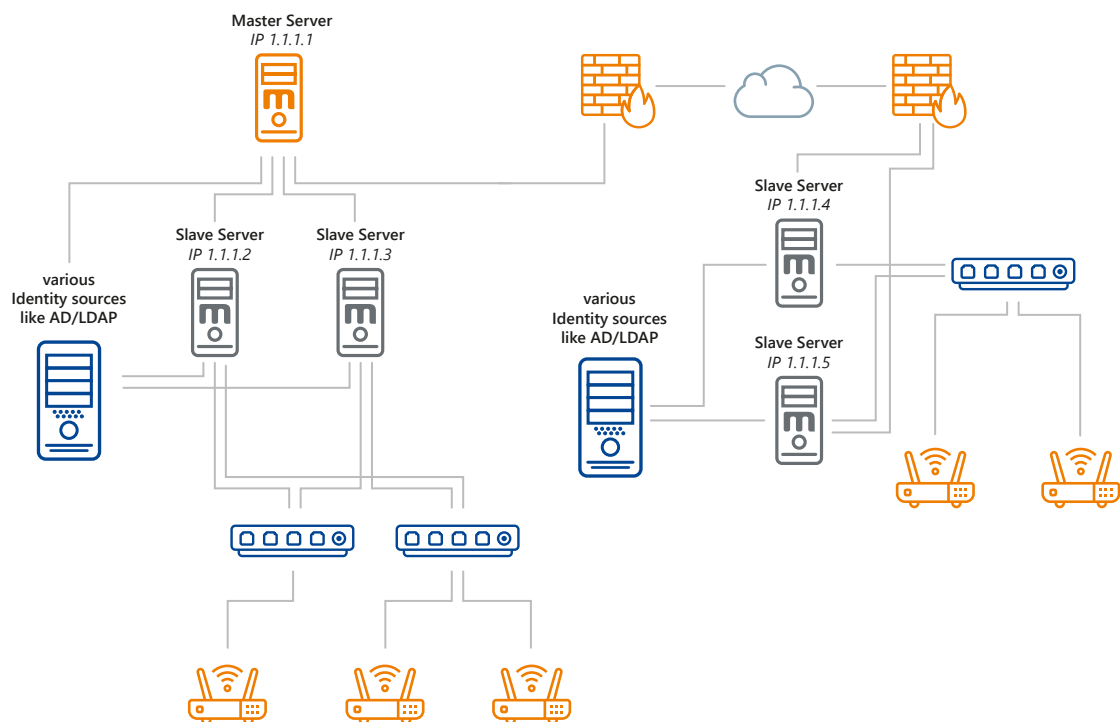 Master Server
IP 1.1.1.1
Slave Server
IP 1.1.1.2
Slave Server
IP 1.1.1.3
various
Identity sources
like AD/LDAP
Slave Server
IP 1.1.1.4
various
Identity sources
like AD/LDAP
Slave Server
IP 1.1.1.5